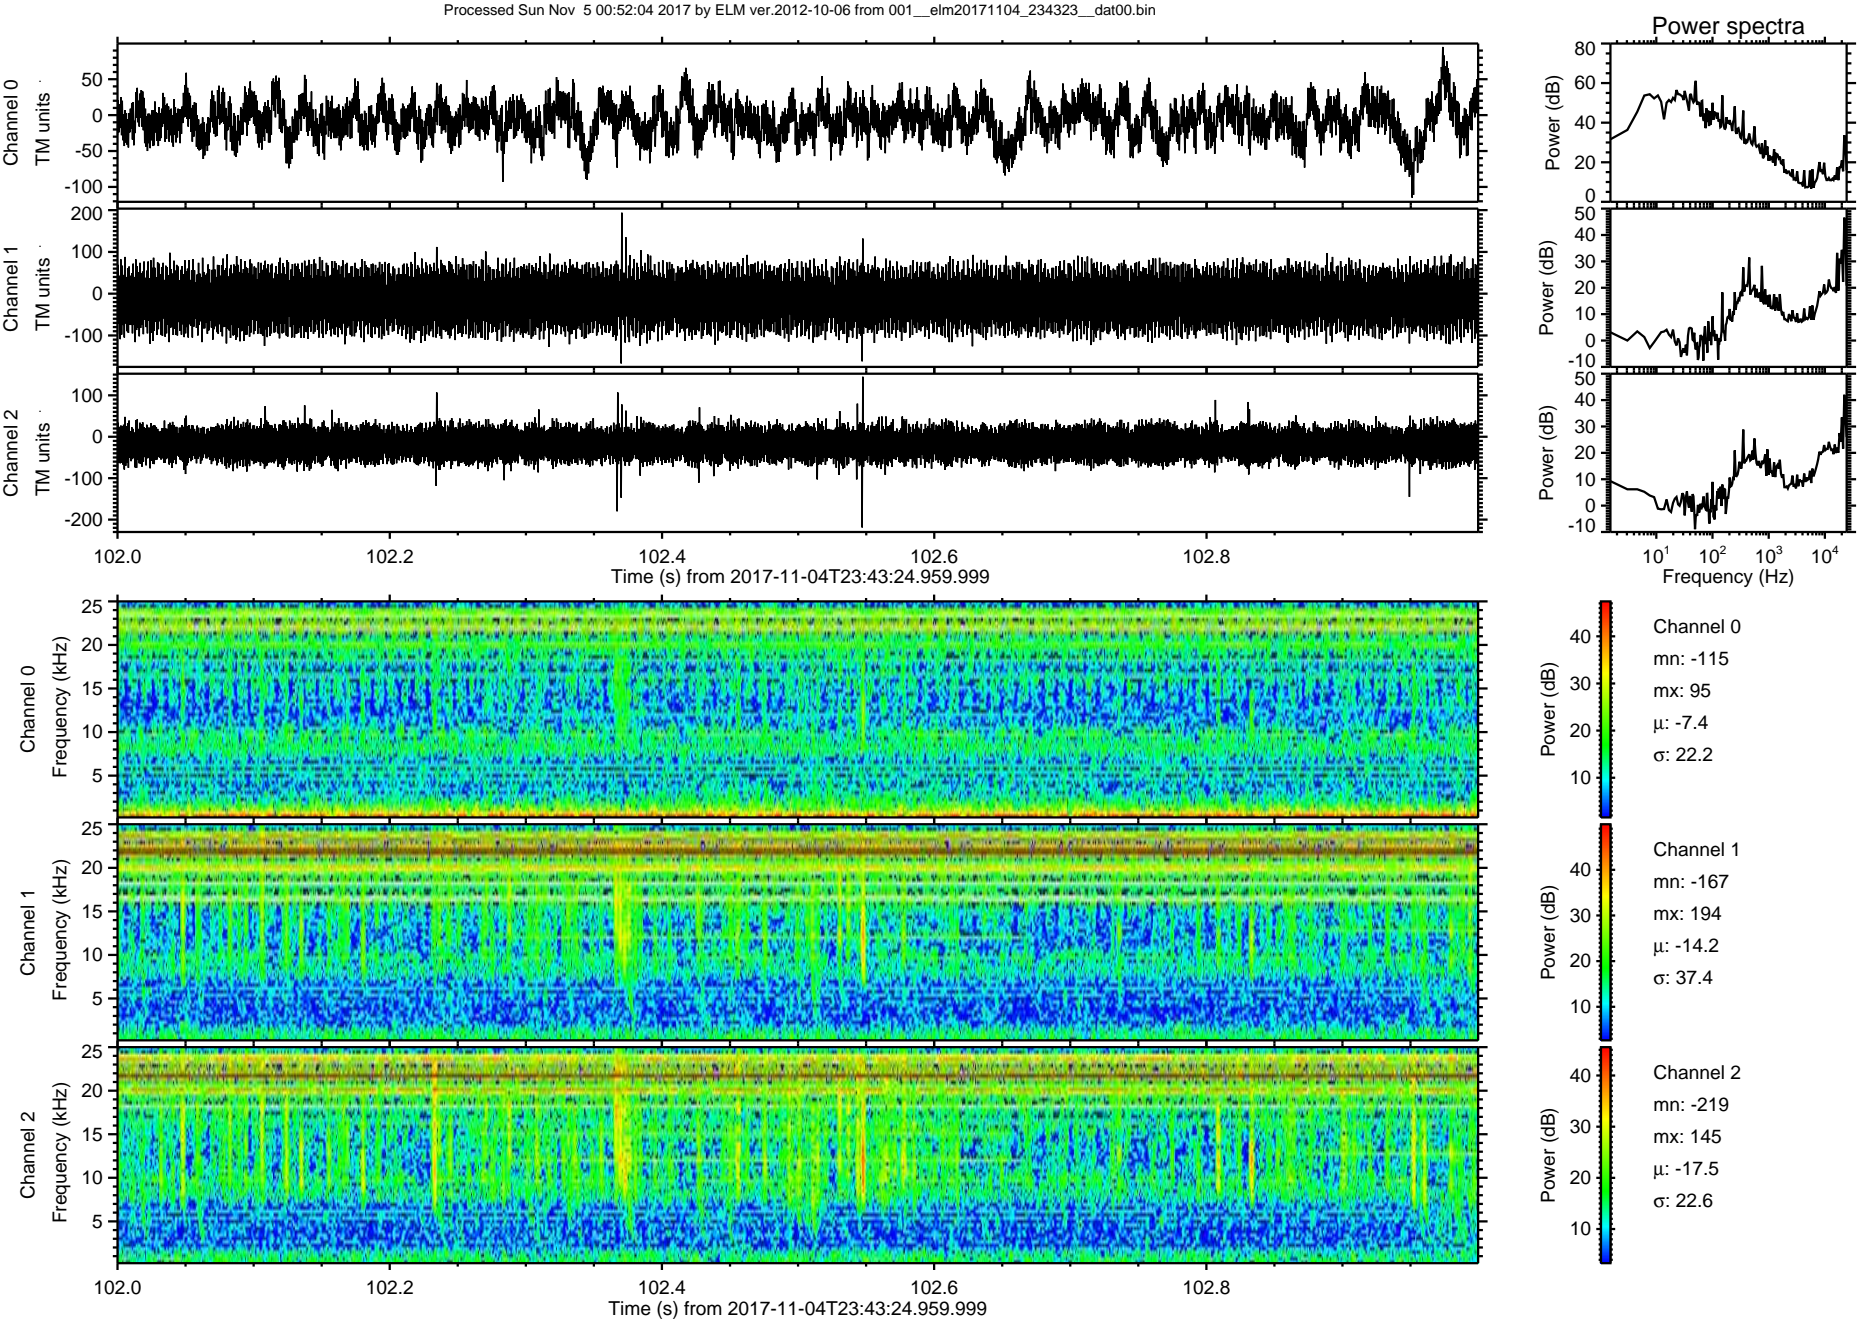 Processed Sun Nov  5 00:52:04 2017 by ELM ver.2012-10-06 from 001__elm20171104_234323__dat00.bin
Power spectra
Channel 0
TM units
50
0
-50
-100
Power (dB)
80
60
40
20
0
Channel 1
TM units
200
100
0
-100
Power (dB)
50
40
30
20
10
0
-10
Channel 2
TM units
100
0
-100
-200
Power (dB)
50
40
30
20
10
0
-10
102.0 102.2 102.4 102.6 102.8
Time (s) from 2017-11-04T23:43:24.959.999
10¹ 10² 10³ 10⁴
Frequency (Hz)
Channel 0
Frequency (kHz)
25
20
15
10
5
Power (dB)
40
30
20
10
Channel 0
mn: -115
mx: 95
μ: -7.4
σ: 22.2
Channel 1
Frequency (kHz)
25
20
15
10
5
Power (dB)
40
30
20
10
Channel 1
mn: -167
mx: 194
μ: -14.2
σ: 37.4
Channel 2
Frequency (kHz)
25
20
15
10
5
Power (dB)
40
30
20
10
Channel 2
mn: -219
mx: 145
μ: -17.5
σ: 22.6
102.0 102.2 102.4 102.6 102.8
Time (s) from 2017-11-04T23:43:24.959.999